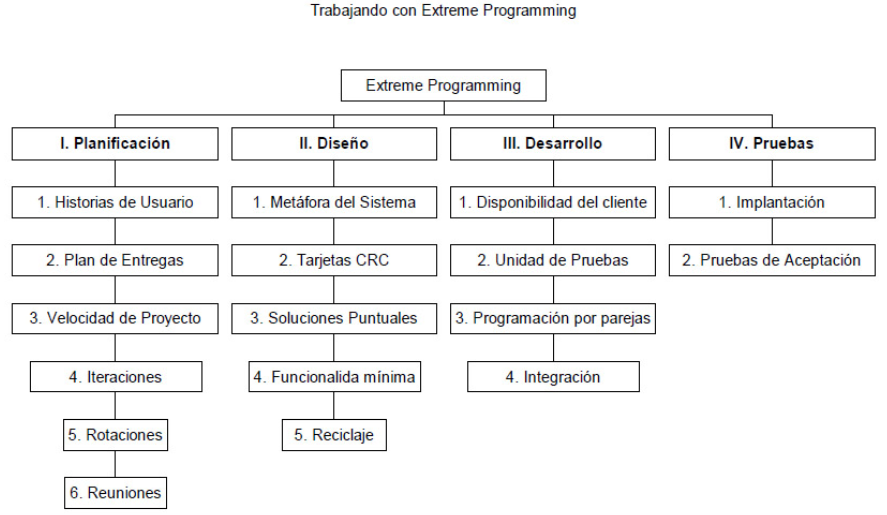 Trabajando con Extreme Programming
Extreme Programming
I. Planificación
II. Diseño
III. Desarrollo
IV. Pruebas
1. Historias de Usuario
1. Metáfora del Sistema
1. Disponibilidad del cliente
1. Implantación
2. Plan de Entregas
2. Tarjetas CRC
2. Unidad de Pruebas
2. Pruebas de Aceptación
3. Velocidad de Proyecto
3. Soluciones Puntuales
3. Programación por parejas
4. Iteraciones
4. Funcionalida mínima
4. Integración
5. Rotaciones
5. Reciclaje
6. Reuniones